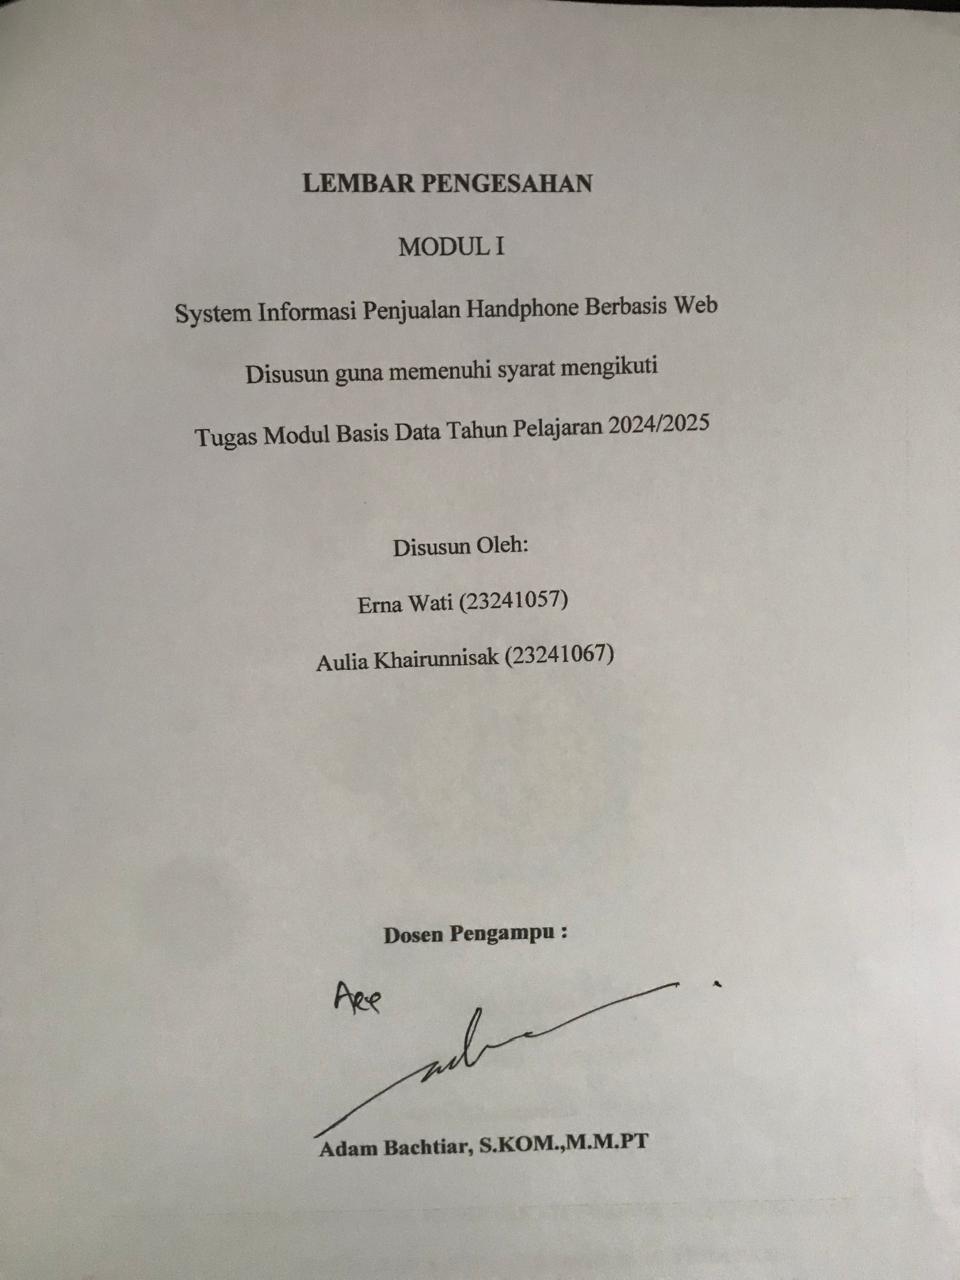 LEMBAR PENGESAHAN
MODUL I
System Informasi Penjualan Handphone Berbasis Web
Disusun guna memenuhi syarat mengikuti
Tugas Modul Basis Data Tahun Pelajaran 2024/2025
Disusun Oleh:
Erna Wati (23241057)
Aulia Khairunnisak (23241067)
Dosen Pengampu :
Adam Bachtiar, S.KOM.,M.M.PT